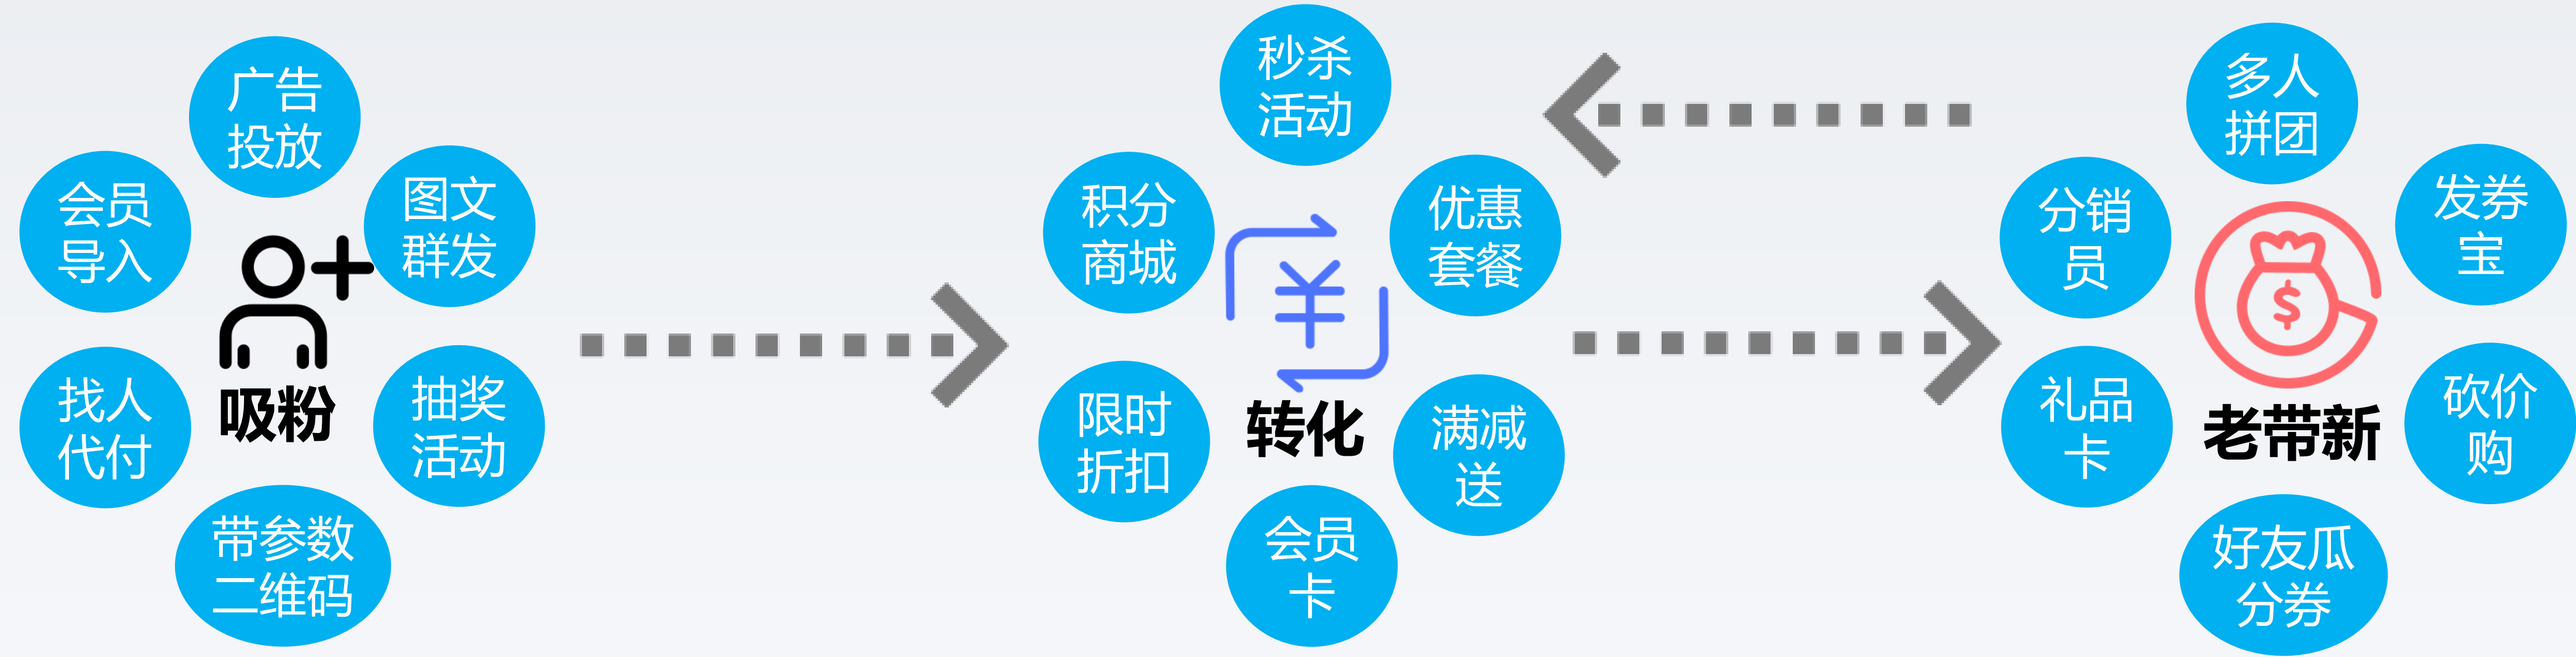 广告
投放
会员
导入
图文
群发
吸粉
找人
代付
抽奖
活动
带参数
二维码
秒杀
活动
积分
商城
优惠
套餐
转化
限时
折扣
满减
送
会员
卡
多人
拼团
分销
员
发券
宝
$
老带新
礼品
卡
砍价
购
好友瓜
分券